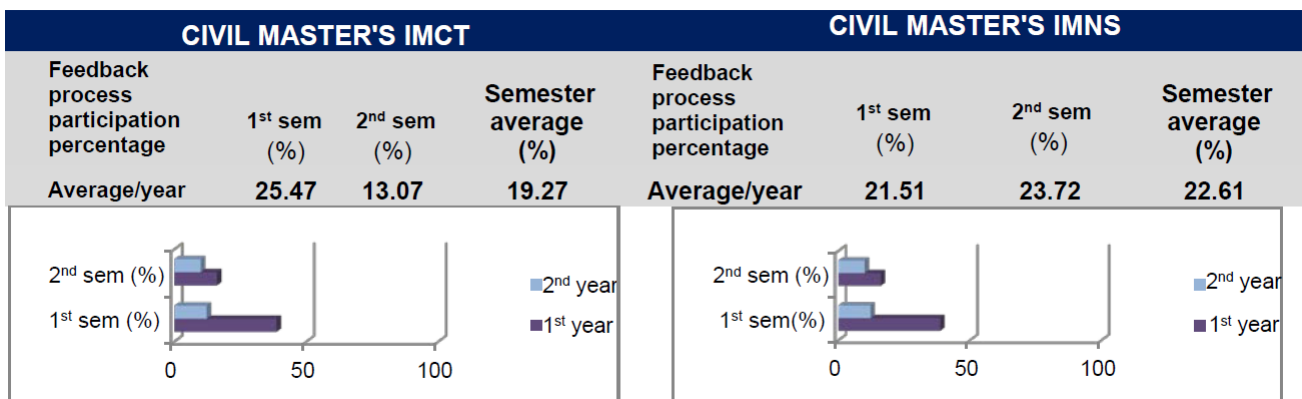 CIVIL MASTER'S IMCT
Feedback
process
participation
percentage
1st sem
(%)
2nd sem
(%)
Semester
average
(%)
Average/year 25.47 13.07 19.27
2nd sem (%)
1st sem (%)
0 50 100
2nd year
1st year
CIVIL MASTER'S IMNS
Feedback
process
participation
percentage
1st sem
(%)
2nd sem
(%)
Semester
average
(%)
Average/year 21.51 23.72 22.61
2nd sem (%)
1st sem(%)
0 50 100
2nd year
1st year